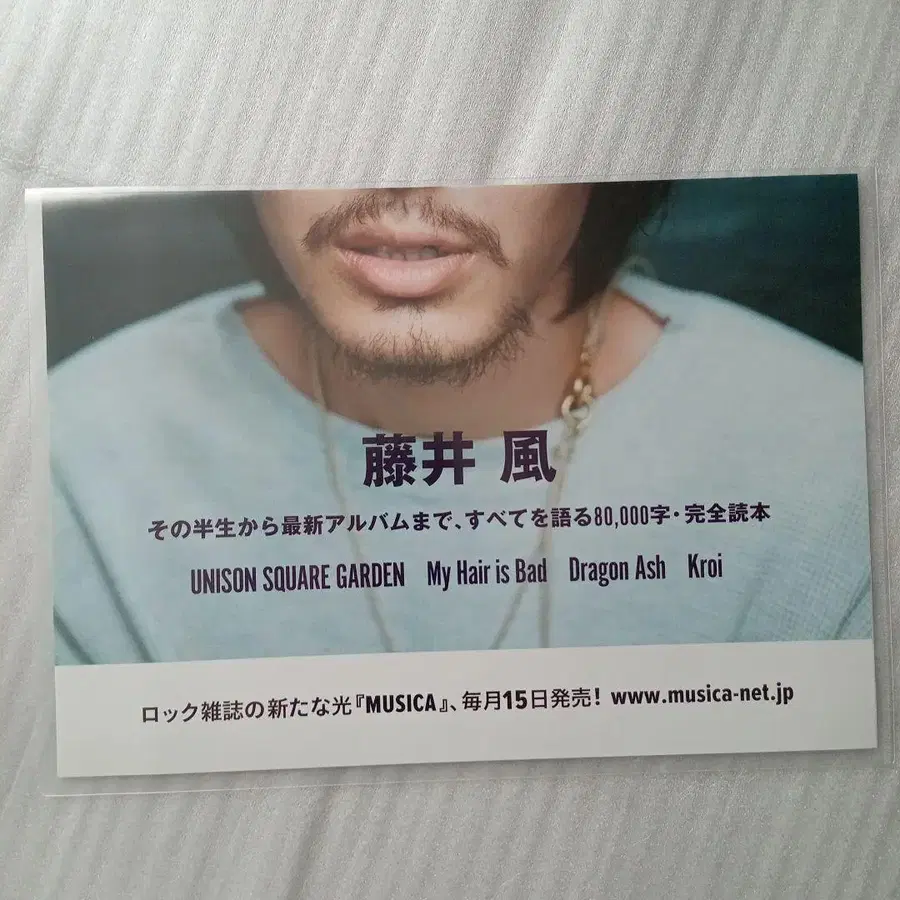 藤井 風
その半生から最新アルバムまで、すべてを語る80,000字・完全読本
UNISON SQUARE GARDEN My Hair is Bad Dragon Ash Kroi
ロック雑誌の新たな光『MUSICA』、毎月15日発売! www.musica-net.jp